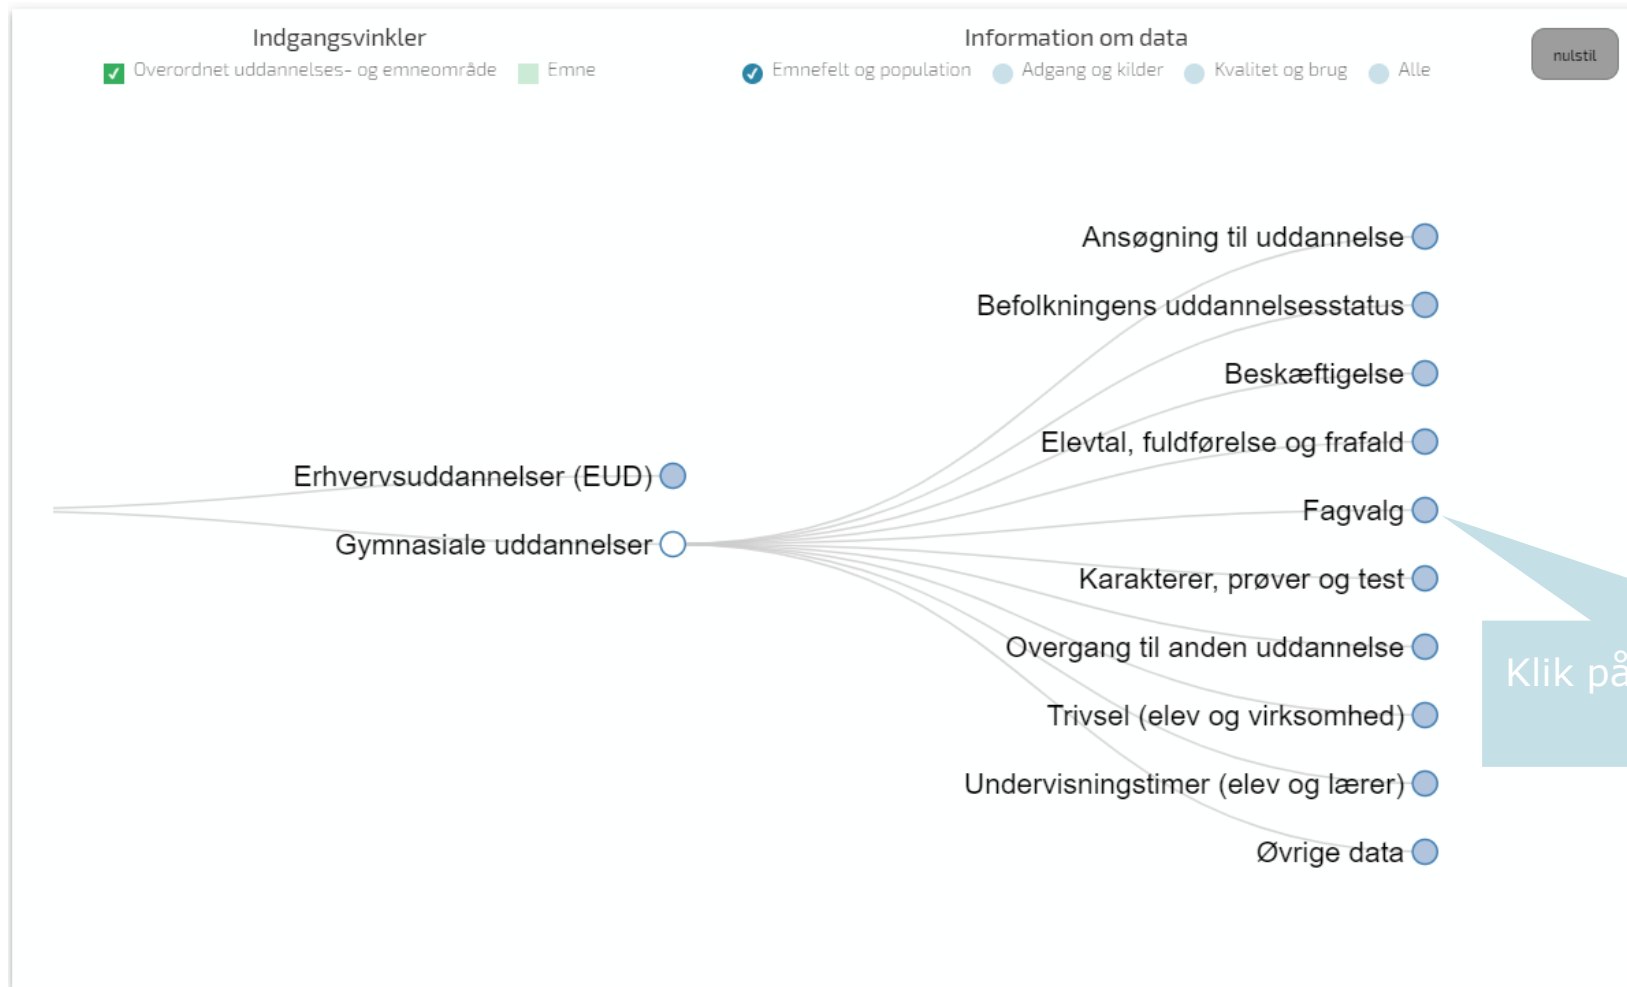 Indgangsvinkler
Overordnet uddannelses- og emneområde
Emne
Information om data
Emnefelt og population
Adgang og kilder
Kvalitet og brug
Alle
nulstil
Erhvervsuddannelser (EUD)
Gymnasiale uddannelser
Ansøgning til uddannelse
Befolkningens uddannelsesstatus
Beskæftigelse
Elevtal, fuldførelse og frafald
Fagvalg
Karakterer, prøver og test
Overgang til anden uddannelse
Trivsel (elev og virksomhed)
Undervisningstimer (elev og lærer)
Øvrige data
Klik på